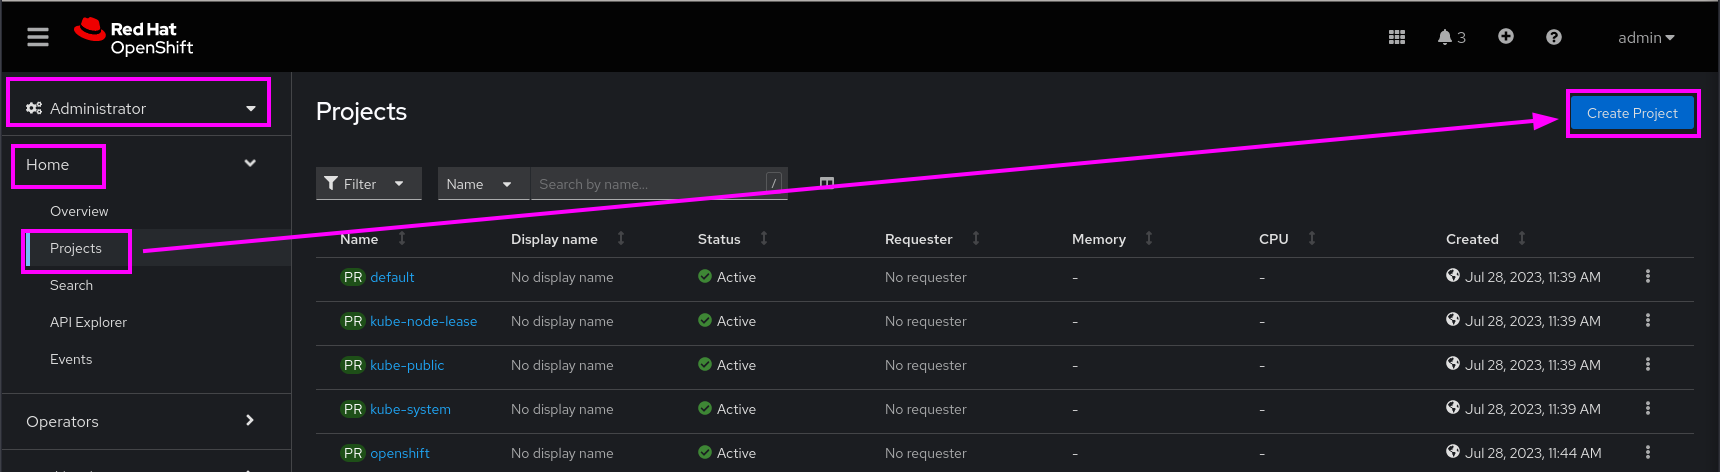 Red Hat
OpenShift
3
admin
Administrator
Home
Overview
Projects
Search
API Explorer
Events
Operators
Projects
Create Project
Filter
Name
Search by name...
/
Name Display name Status Requester Memory CPU Created
PR default No display name Active No requester - - Jul 28, 2023, 11:39 AM
PR kube-node-lease No display name Active No requester - - Jul 28, 2023, 11:39 AM
PR kube-public No display name Active No requester - - Jul 28, 2023, 11:39 AM
PR kube-system No display name Active No requester - - Jul 28, 2023, 11:39 AM
PR openshift No display name Active No requester - - Jul 28, 2023, 11:44 AM